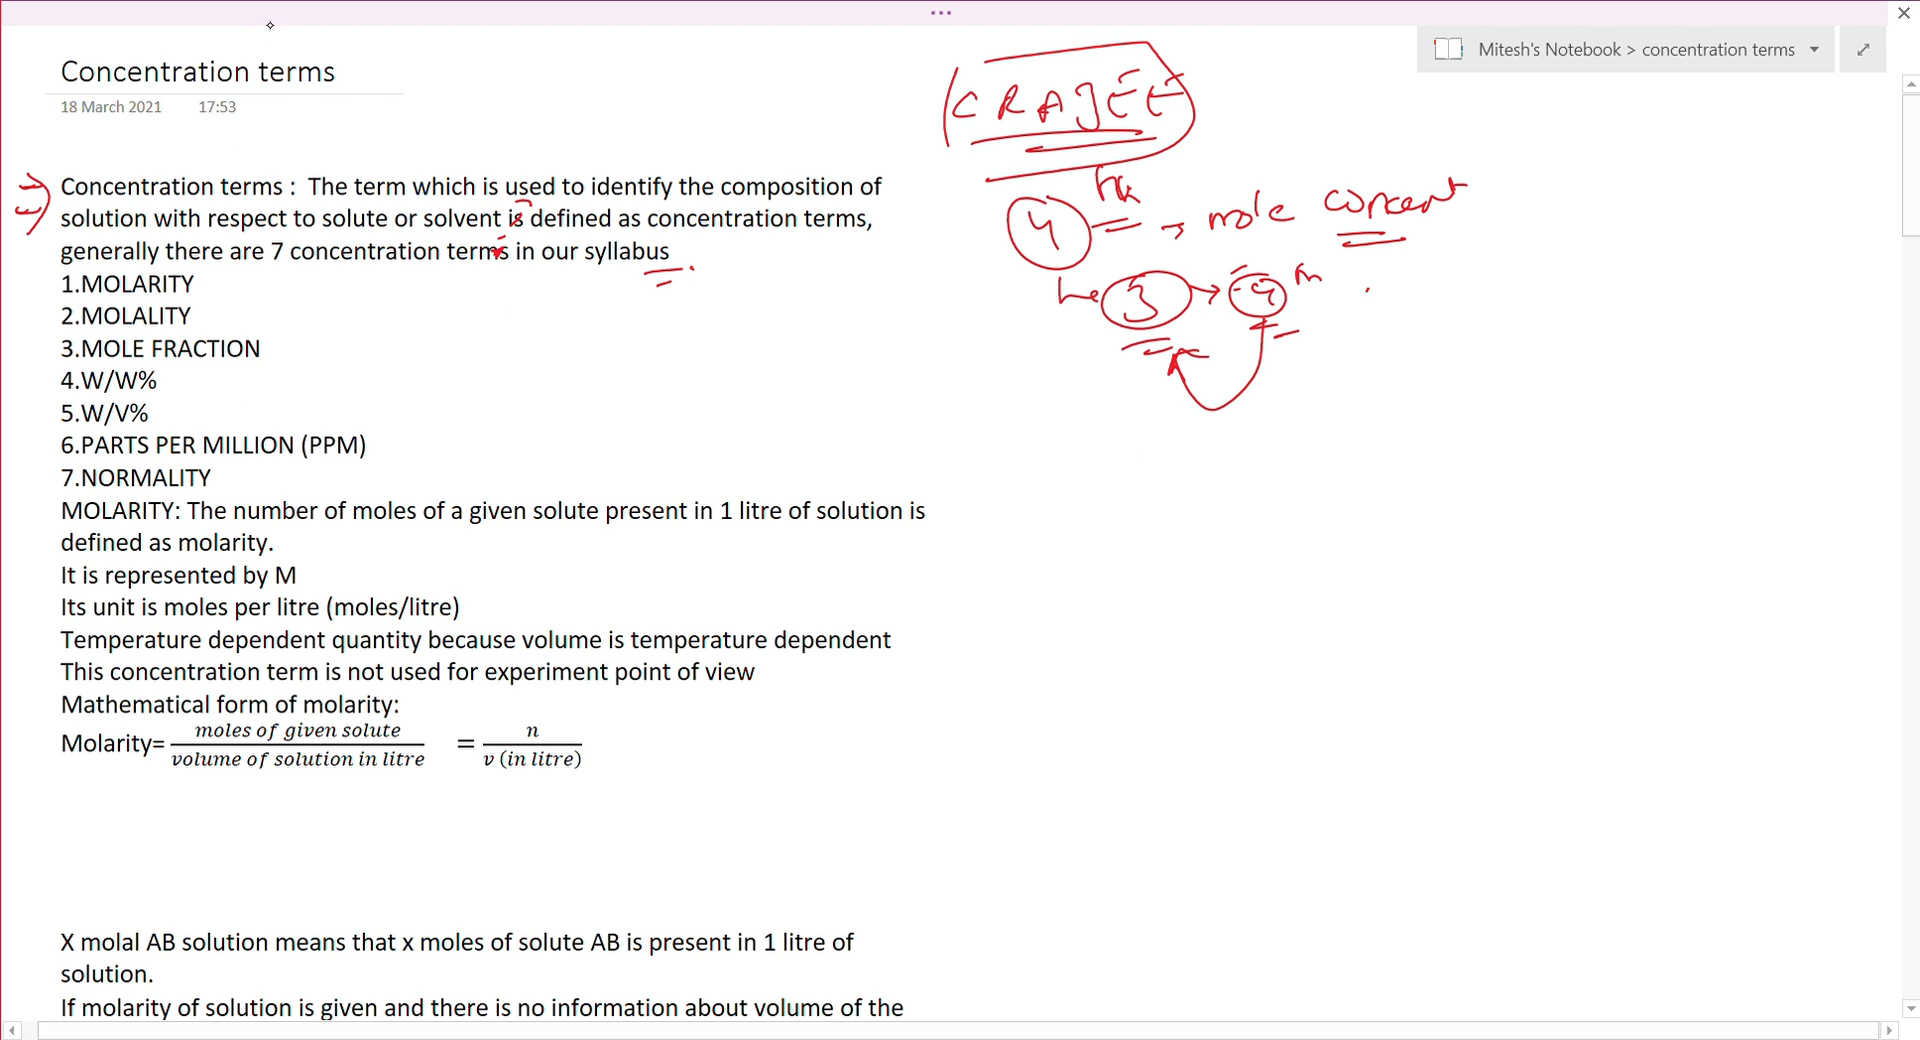 Mitesh's Notebook > concentration terms
Concentration terms
18 March 2021 17:53
CRAJEE
Concentration terms : The term which is used to identify the composition of
solution with respect to solute or solvent is defined as concentration terms,
generally there are 7 concentration terms in our syllabus
1.MOLARITY
2.MOLALITY
3.MOLE FRACTION
4.W/W%
5.W/V%
6.PARTS PER MILLION (PPM)
7.NORMALITY
4 → mole concept
3 → 4
MOLARITY: The number of moles of a given solute present in 1 litre of solution is
defined as molarity.
It is represented by M
Its unit is moles per litre (moles/litre)
Temperature dependent quantity because volume is temperature dependent
This concentration term is not used for experiment point of view
Mathematical form of molarity:
Molarity= moles of given solute / volume of solution in litre = n / v (in litre)
X molal AB solution means that x moles of solute AB is present in 1 litre of
solution.
If molarity of solution is given and there is no information about volume of the